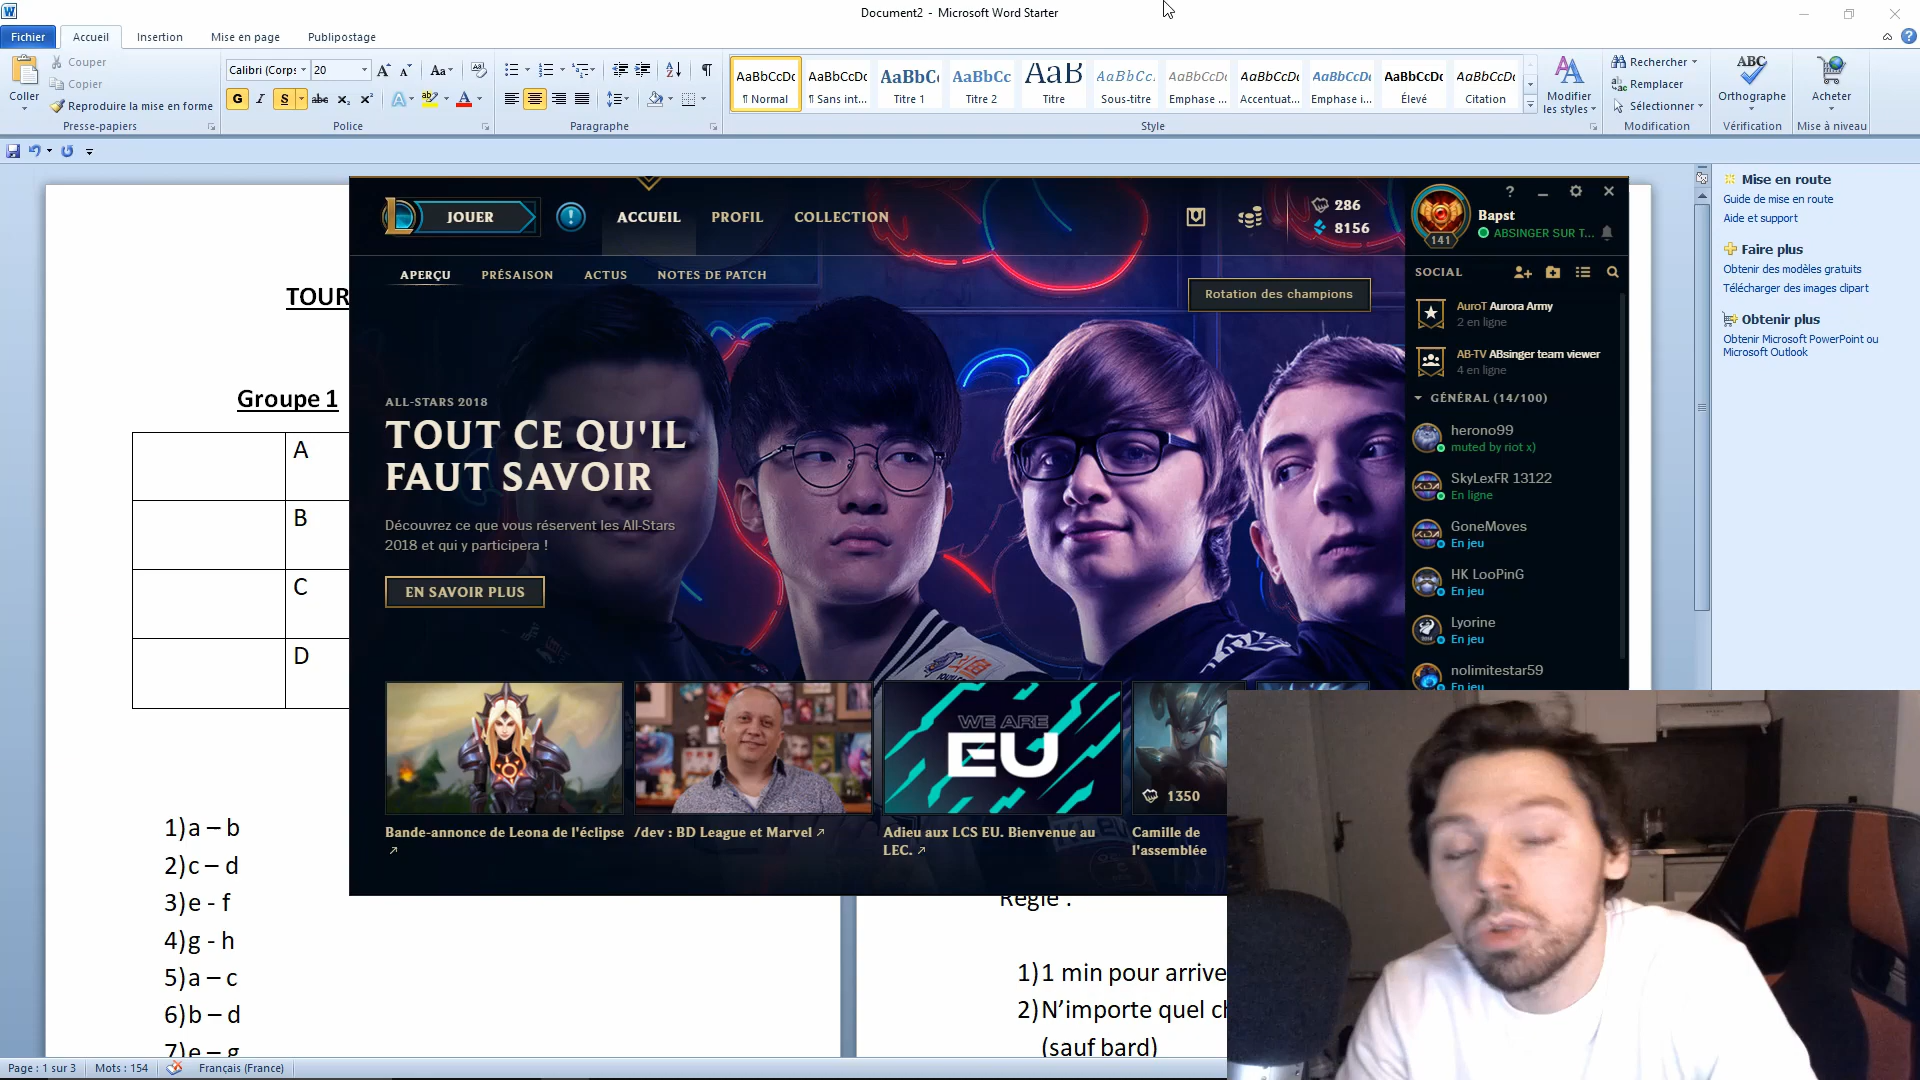 Document2 - Microsoft Word Starter
Fichier
Accueil
Insertion
Mise en page
Publipostage
Coller
Couper
Copier
Reproduire la mise en forme
Presse-papiers
Calibri (Corps
20
Aa
G
I
S
abc
Police
Paragraphe
AaBbCcDc
¶ Normal
AaBbCcDc
¶ Sans int...
AaBbC(
Titre 1
AaBbCc
Titre 2
AaB
Titre
AaBbCc.
Sous-titre
AaBbCcDc
Emphase ...
AaBbCcDc
Accentuat...
AaBbCcDc
Emphase i...
AaBbCcDc
Élevé
AaBbCcDc
Citation
Modifier
les styles
Style
Rechercher
Remplacer
Sélectionner
Modification
ABC
Orthographe
Vérification
Acheter
Mise à niveau
Mise en route
Guide de mise en route
Aide et support
Faire plus
Obtenir des modèles gratuits
Télécharger des images clipart
Obtenir plus
Obtenir Microsoft PowerPoint ou
Microsoft Outlook
TOUR
Groupe 1
A
B
C
D
1) a – b
2) c – d
3) e - f
4) g - h
5) a – c
6) b – d
7) e – g
JOUER
ACCUEIL
PROFIL
COLLECTION
286
8156
APERÇU
PRÉSAISON
ACTUS
NOTES DE PATCH
Rotation des champions
ALL-STARS 2018
TOUT CE QU'IL
FAUT SAVOIR
Découvrez ce que vous réservent les All-Stars
2018 et qui y participera !
EN SAVOIR PLUS
Bande-annonce de Leona de l'éclipse
/dev : BD League et Marvel
WE ARE
EU
Adieu aux LCS EU. Bienvenue au
LEC.
1350
Camille de
l'assemblée
141
Bapst
ABSINGER SUR T...
SOCIAL
AuroT Aurora Army
2 en ligne
AB-TV ABsinger team viewer
4 en ligne
GÉNÉRAL (14/100)
herono99
muted by riot x)
SkyLexFR 13122
En ligne
GoneMoves
En jeu
HK LooPinG
En jeu
Lyorine
En jeu
nolimitestar59
En jeu
Règle :
1) 1 min pour arrive
2) N'importe quel ch
(sauf bard)
Page : 1 sur 3
Mots : 154
Français (France)